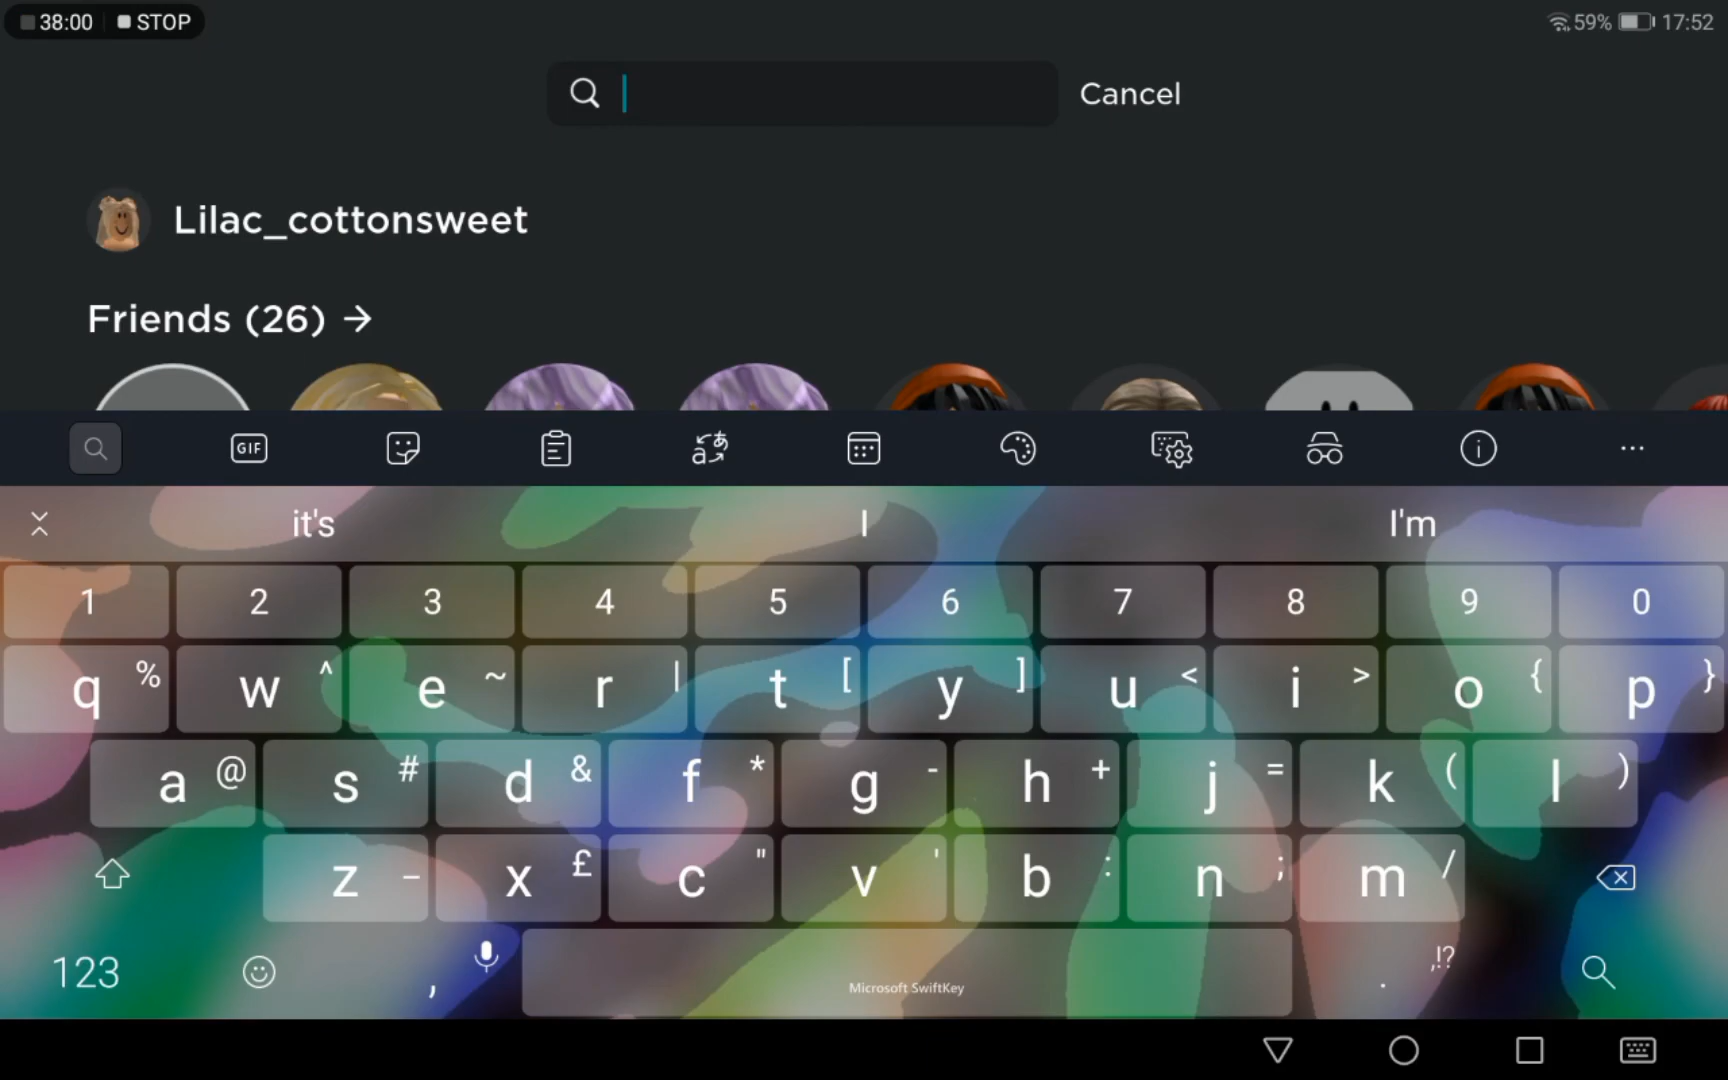 38:00 STOP 59% 17:52
Cancel
Lilac_cottonsweet
Friends (26) →
GIF
it's I I'm
1 2 3 4 5 6 7 8 9 0
q % w ^ e ~ r | t [ y ] u < i > o { p }
a @ s # d & f * g - h + j = k ( l )
z _ x £ c " v ' b : n ; m /
123 , Microsoft SwiftKey . ,!?